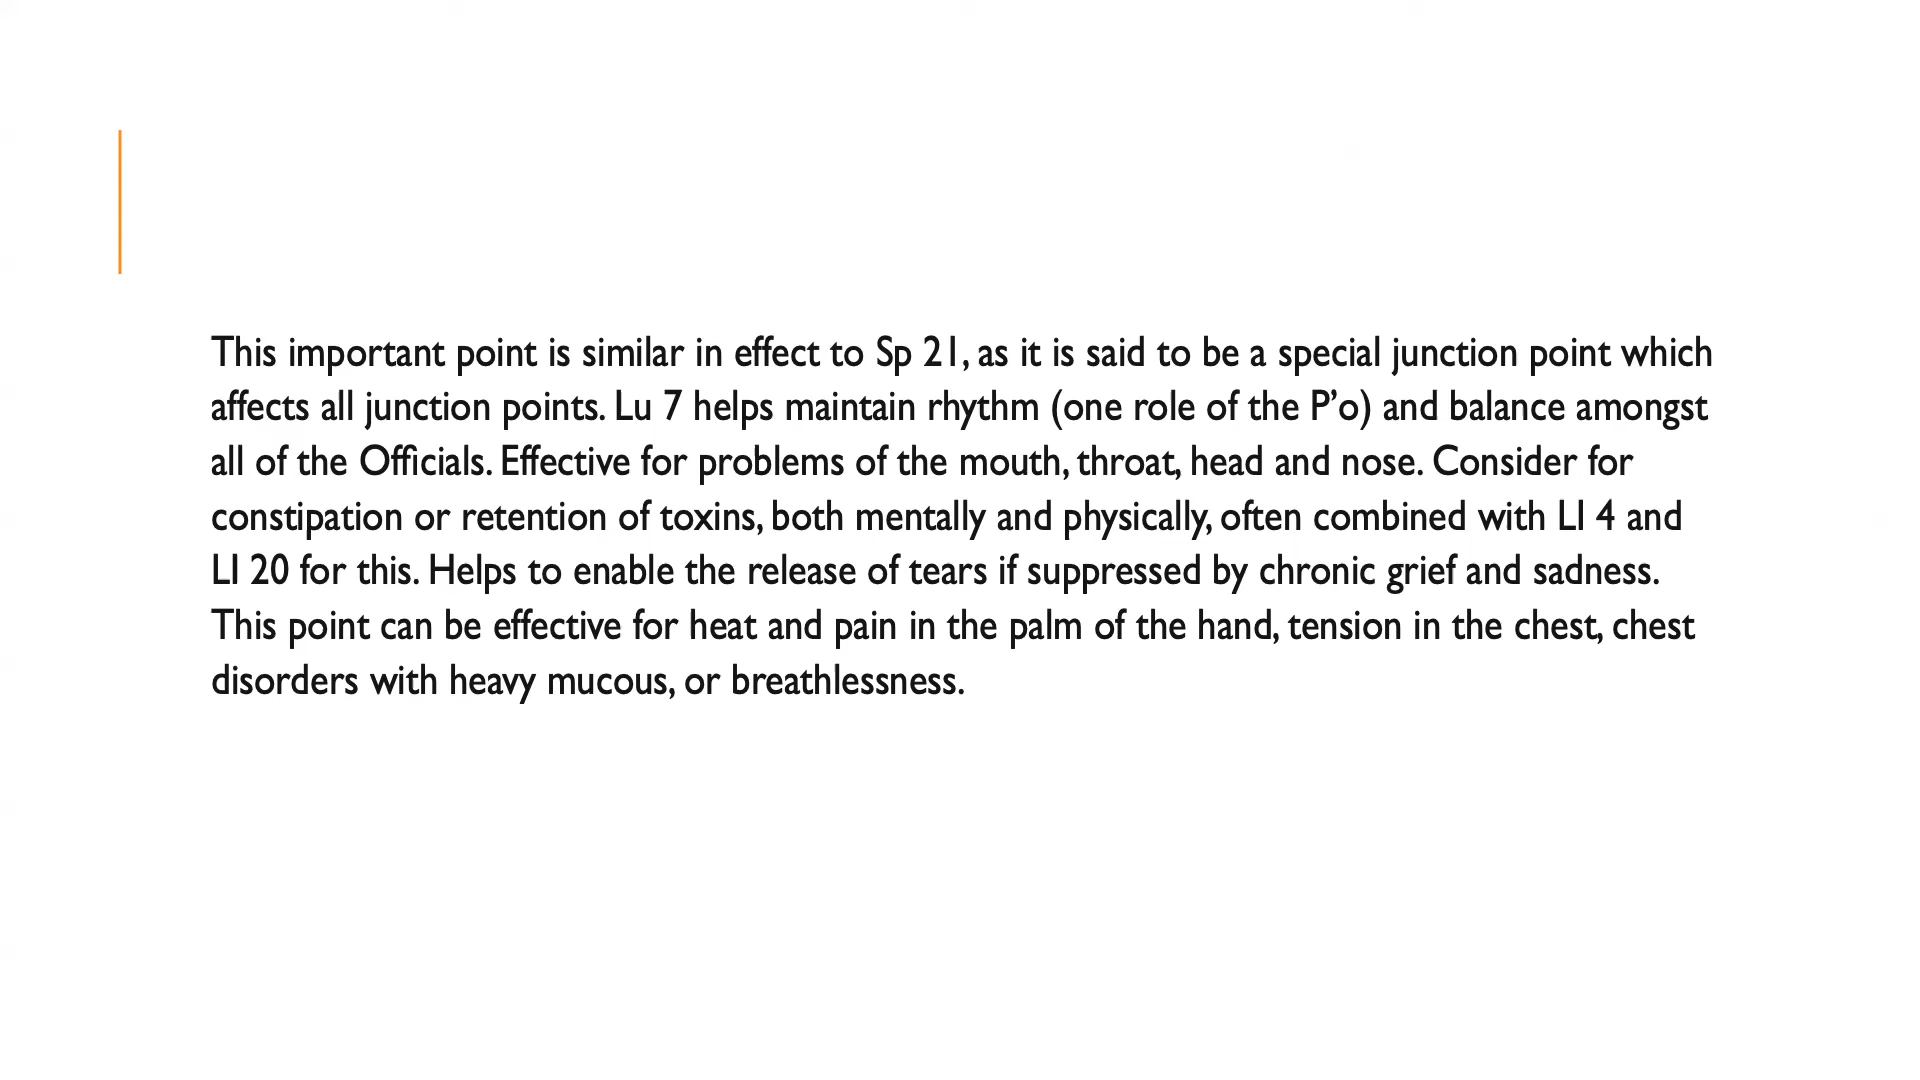 This important point is similar in effect to Sp 21, as it is said to be a special junction point which
affects all junction points. Lu 7 helps maintain rhythm (one role of the P’o) and balance amongst
all of the Officials. Effective for problems of the mouth, throat, head and nose. Consider for
constipation or retention of toxins, both mentally and physically, often combined with LI 4 and
LI 20 for this. Helps to enable the release of tears if suppressed by chronic grief and sadness.
This point can be effective for heat and pain in the palm of the hand, tension in the chest, chest
disorders with heavy mucous, or breathlessness.